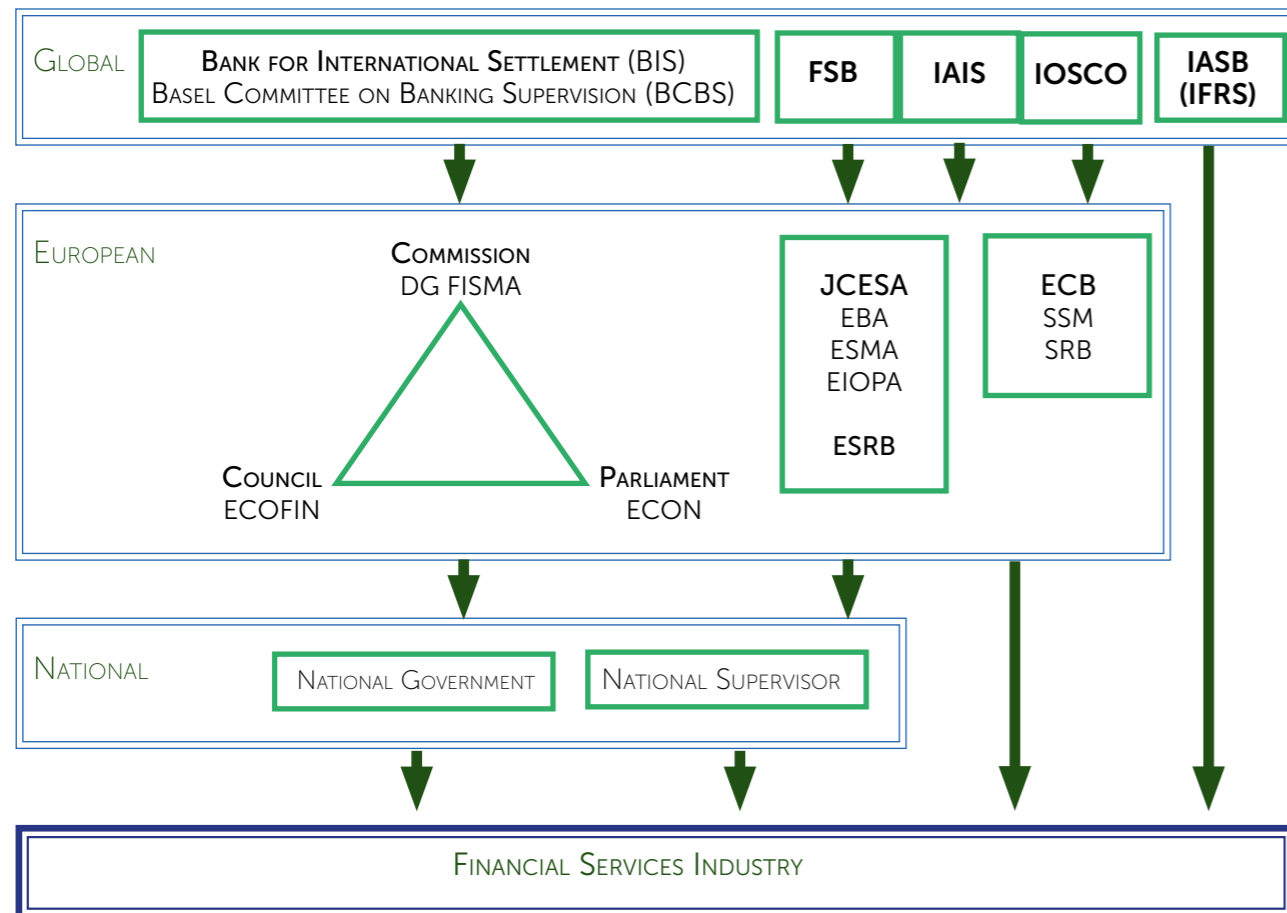 Global
Bank for International Settlement (BIS)
Basel Committee on Banking Supervision (BCBS)
FSB
IAIS
IOSCO
IASB
(IFRS)
European
Commission
DG FISMA
Council
ECOFIN
Parliament
ECON
JCESA
EBA
ESMA
EIOPA
ESRB
ECB
SSM
SRB
National
National Government
National Supervisor
Financial Services Industry